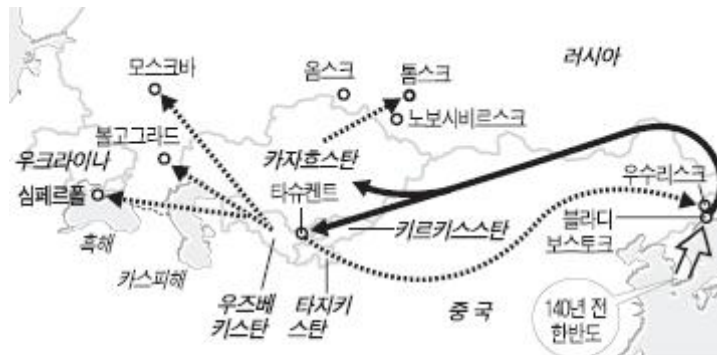 모스크바
옴스크
톰스크
러시아
노보시비르스크
볼고그라드
우크라이나
카자흐스탄
심페르폴
타슈켄트
우수리스크
블라디
보스토크
키르키스스탄
흑해
카스피해
우즈베
키스탄
타지키
스탄
중국
140년 전
한반도